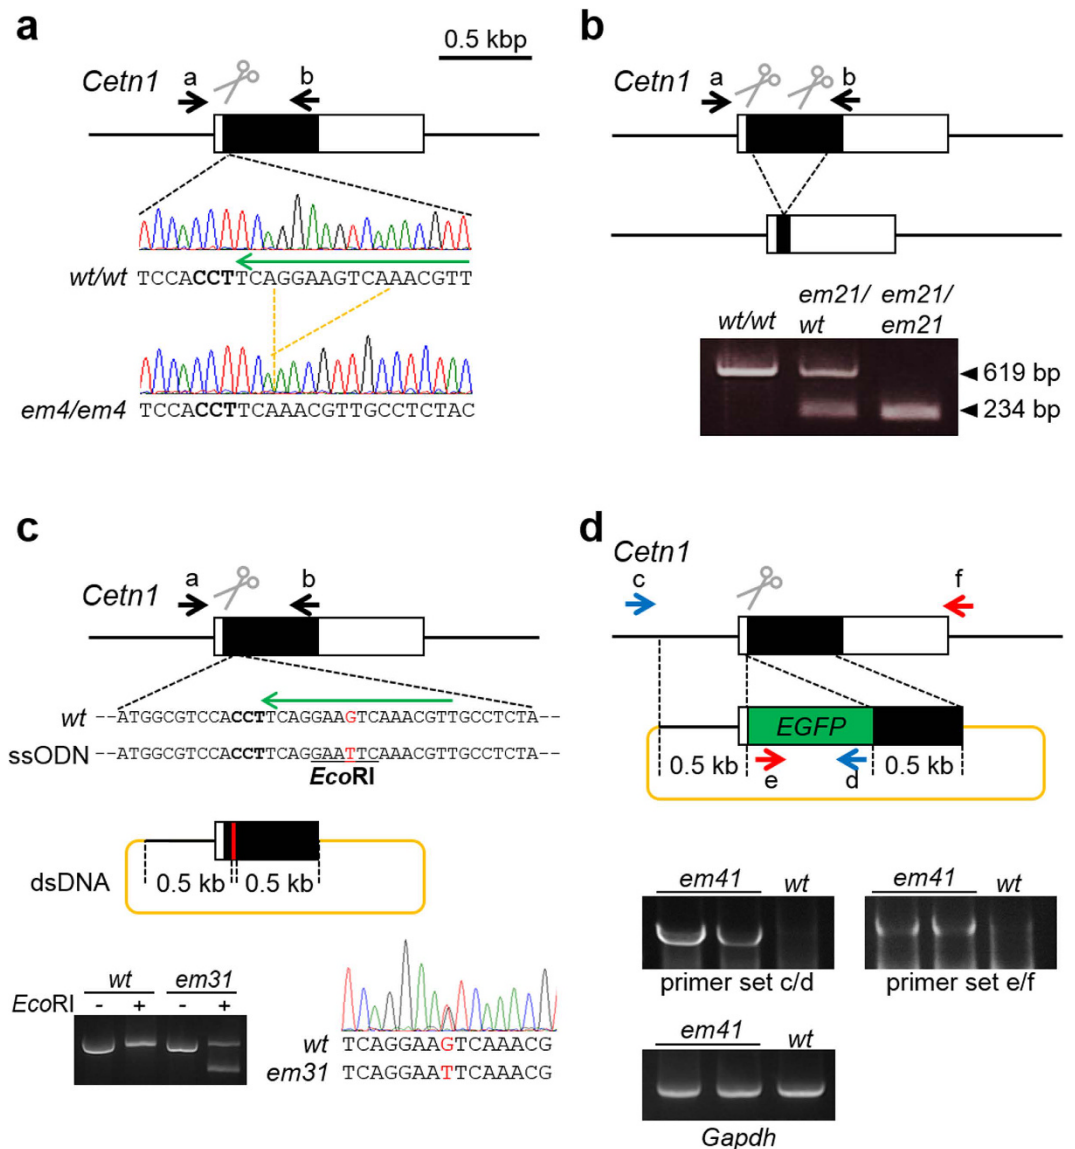 a
0.5 kbp
Cetn1
a
b
wt/wt
TCCACCTTCAGGAAGTCAAACGTT
em4/em4
TCCACCTTCAAACGTTGCCTCTAC
b
Cetn1
a
b
wt/wt
em21/
wt
em21/
em21
619 bp
234 bp
c
Cetn1
a
b
wt
--ATGGCGTCCACCTTCAGGAAGTCAAACGTTGCCTCTA--
ssODN
--ATGGCGTCCACCTTCAGGAATTCAAACGTTGCCTCTA--
EcoRI
0.5 kb
0.5 kb
dsDNA
wt
em31
EcoRI
- + - +
wt
TCAGGAAGTCAAACG
em31
TCAGGAATTCAAACG
d
Cetn1
c
f
EGFP
0.5 kb
e
d
0.5 kb
em41
wt
primer set c/d
em41
wt
primer set e/f
em41
wt
Gapdh